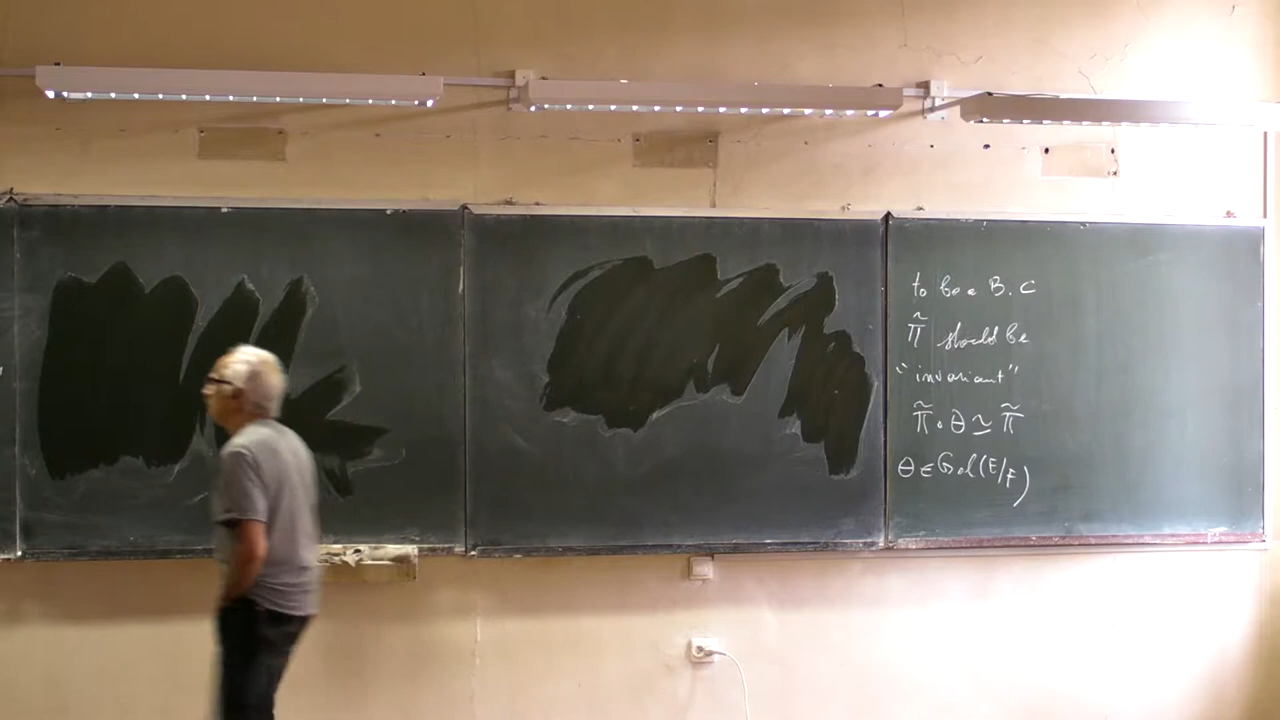 to be a B.C
π̃ should be
"invariant"
π̃ ∘ θ ≃ π̃
θ ∈ Gal(E/F)